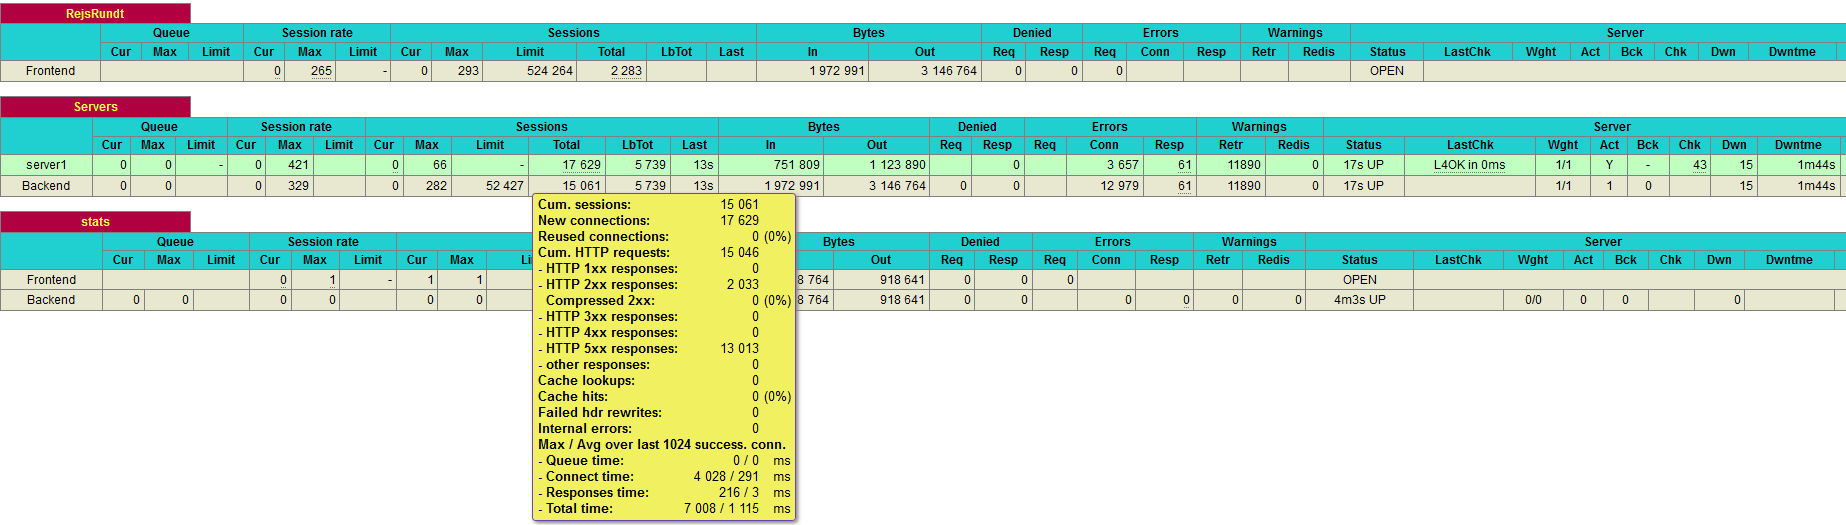 RejsRundt
Queue Session rate Sessions Bytes Denied Errors Warnings Server
Cur Max Limit Cur Max Limit Cur Max Limit Total LbTot Last In Out Req Resp Req Conn Resp Retr Redis Status LastChk Wght Act Bck Chk Dwn Dwntme
Frontend 0 265 - 0 293 524 264 2 283 1 972 991 3 146 764 0 0 0 OPEN
Servers
Queue Session rate Sessions Bytes Denied Errors Warnings Server
Cur Max Limit Cur Max Limit Cur Max Limit Total LbTot Last In Out Req Resp Req Conn Resp Retr Redis Status LastChk Wght Act Bck Chk Dwn Dwntme
server1 0 0 - 0 421 0 66 - 17 629 5 739 13s 751 809 1 123 890 0 3 657 61 11890 0 17s UP L4OK in 0ms 1/1 Y - 43 15 1m44s
Backend 0 0 0 329 0 282 52 427 15 061 5 739 13s 1 972 991 3 146 764 0 0 12 979 61 11890 0 17s UP 1/1 1 0 15 1m44s
stats
Queue Session rate Bytes Denied Errors Warnings Server
Cur Max Limit Cur Max Limit Cur Max Out Req Resp Req Conn Resp Retr Redis Status LastChk Wght Act Bck Chk Dwn Dwntme
Frontend 0 1 - 1 1 8 764 918 641 0 0 0 OPEN
Backend 0 0 0 0 0 0 8 764 918 641 0 0 0 0 0 0 4m3s UP 0/0 0 0 0
Cum. sessions: 15 061
New connections: 17 629
Reused connections: 0 (0%)
Cum. HTTP requests: 15 046
- HTTP 1xx responses: 0
- HTTP 2xx responses: 2 033
Compressed 2xx: 0 (0%)
- HTTP 3xx responses: 0
- HTTP 4xx responses: 0
- HTTP 5xx responses: 13 013
- other responses: 0
Cache lookups: 0
Cache hits: 0 (0%)
Failed hdr rewrites: 0
Internal errors: 0
Max / Avg over last 1024 success. conn.
- Queue time: 0 / 0 ms
- Connect time: 4 028 / 291 ms
- Responses time: 216 / 3 ms
- Total time: 7 008 / 1 115 ms